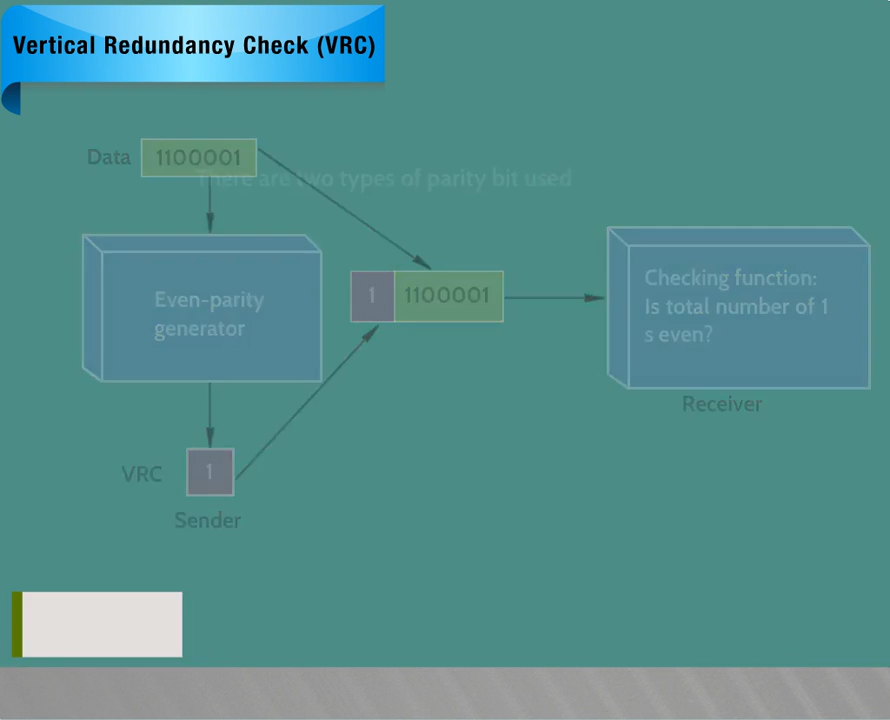 Vertical Redundancy Check (VRC)
Data 1100001
There are two types of parity bit used
Even-parity
generator
1 1100001
Checking function:
Is total number of 1
s even?
Receiver
VRC 1
Sender